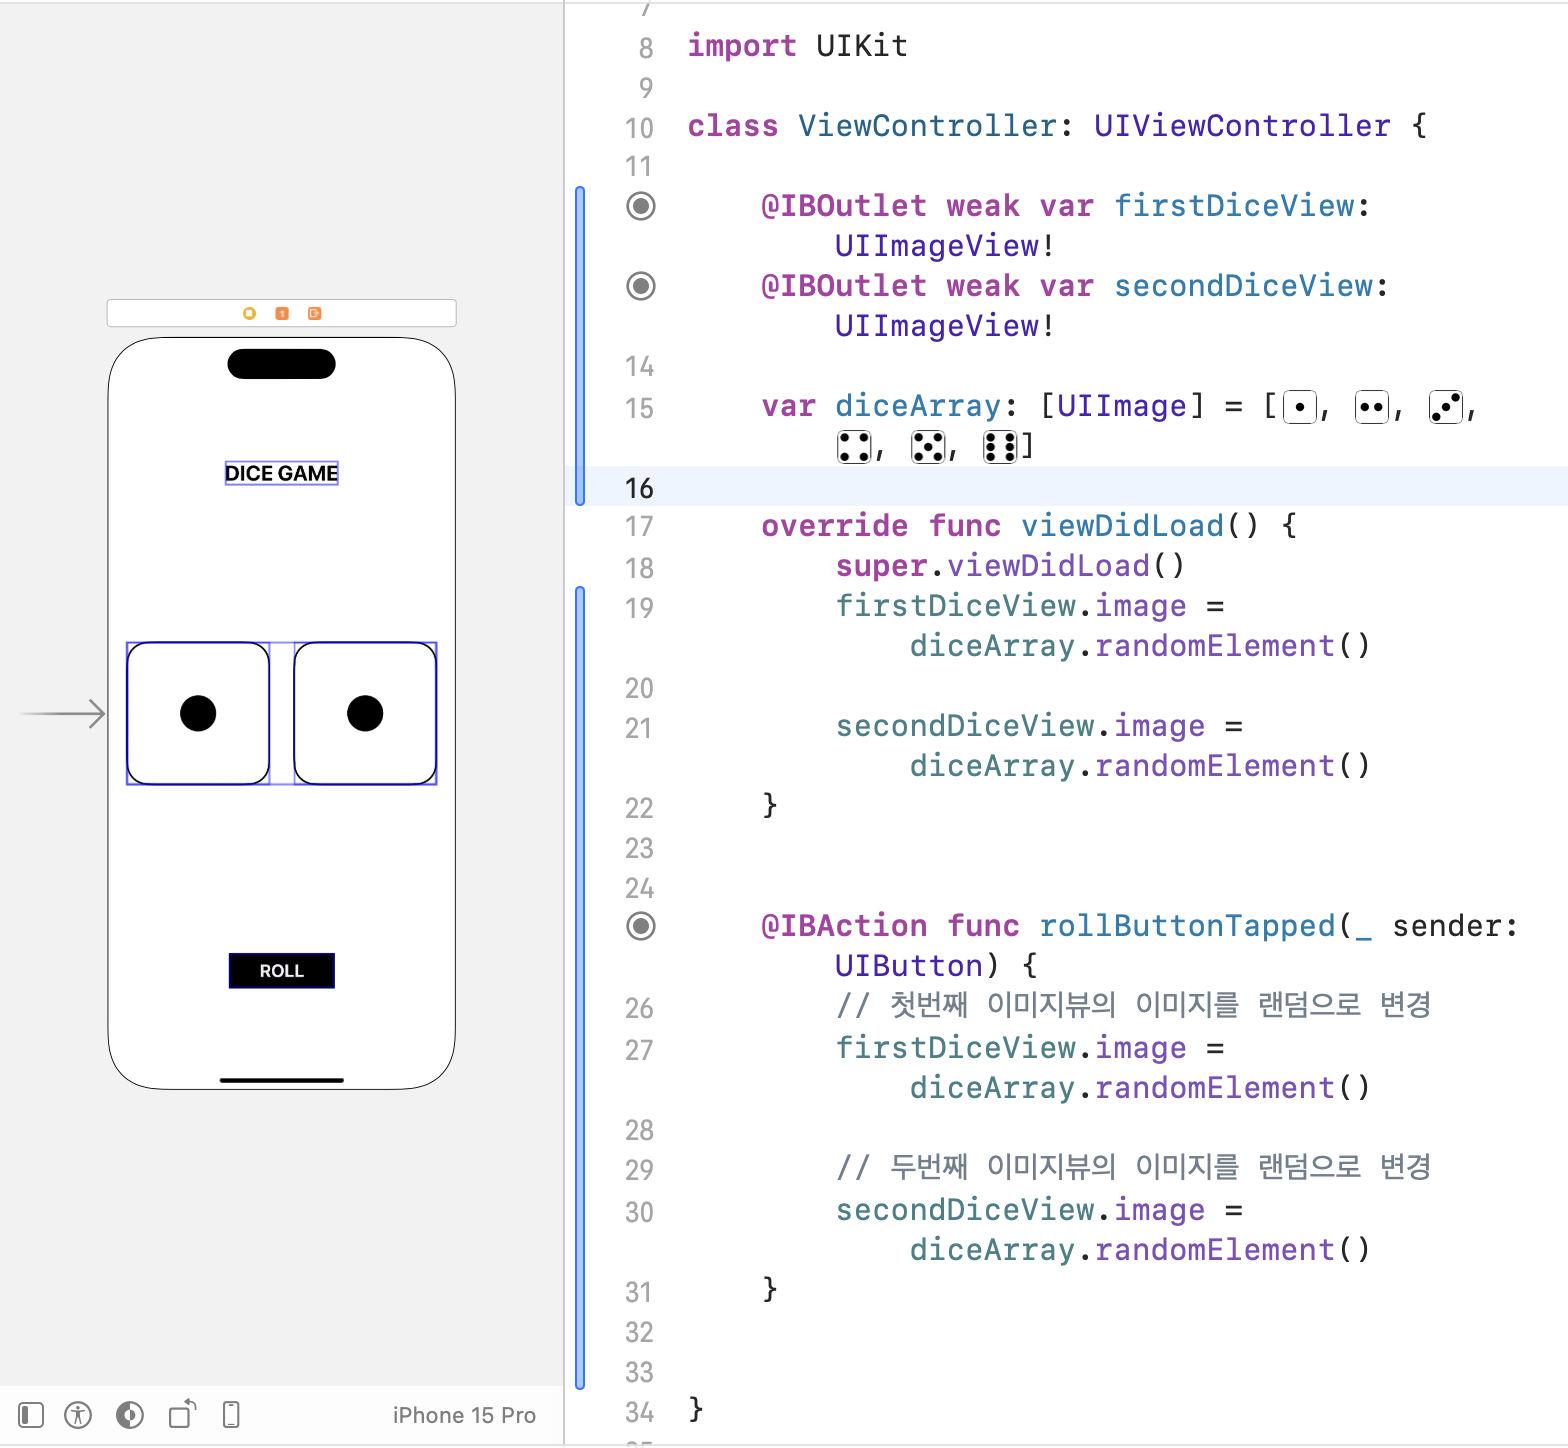 DICE GAME
ROLL
iPhone 15 Pro
8 import UIKit
9
10 class ViewController: UIViewController {
11
@IBOutlet weak var firstDiceView:
UIImageView!
@IBOutlet weak var secondDiceView:
UIImageView!
14
15 var diceArray: [UIImage] = [, , ,
, , ]
16
17 override func viewDidLoad() {
18 super.viewDidLoad()
19 firstDiceView.image =
diceArray.randomElement()
20
21 secondDiceView.image =
diceArray.randomElement()
22 }
23
24
@IBAction func rollButtonTapped(_ sender:
UIButton) {
26 // 첫번째 이미지뷰의 이미지를 랜덤으로 변경
27 firstDiceView.image =
diceArray.randomElement()
28
29 // 두번째 이미지뷰의 이미지를 랜덤으로 변경
30 secondDiceView.image =
diceArray.randomElement()
31 }
32
33
34 }